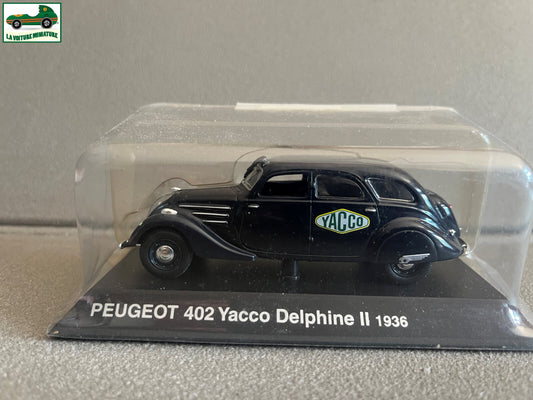 LA VOITURE MINIATURE
YACCO
PEUGEOT 402 Yacco Delphine II 1936